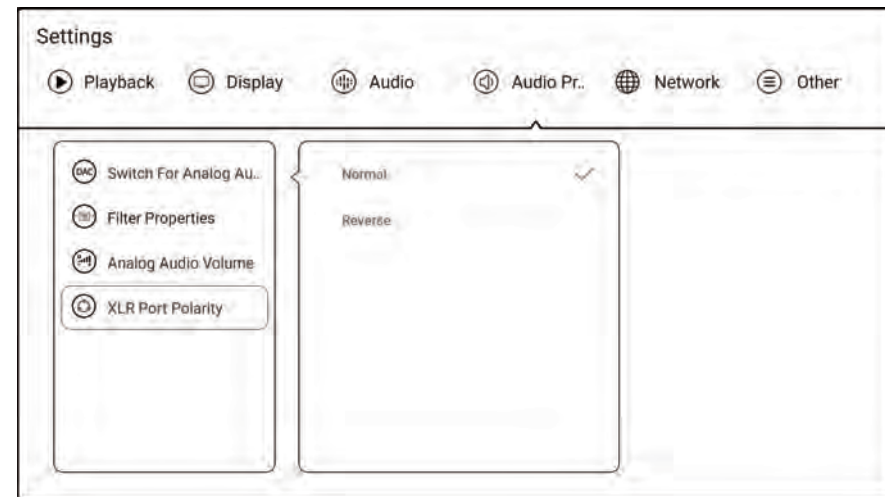 Settings
Playback Display Audio Audio Pr.. Network Other
DAC Switch For Analog Au..
Filter Properties
Analog Audio Volume
XLR Port Polarity
Normal
Reverse